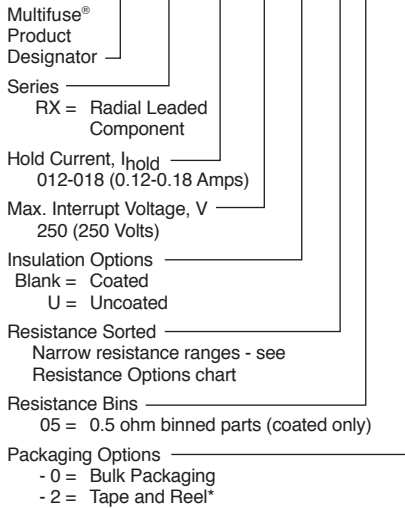 Multifuse®
Product
Designator
Series
RX = Radial Leaded
Component
Hold Current, Ihold
012-018 (0.12-0.18 Amps)
Max. Interrupt Voltage, V
250 (250 Volts)
Insulation Options
Blank = Coated
U = Uncoated
Resistance Sorted
Narrow resistance ranges - see
Resistance Options chart
Resistance Bins
05 = 0.5 ohm binned parts (coated only)
Packaging Options
- 0 = Bulk Packaging
- 2 = Tape and Reel*